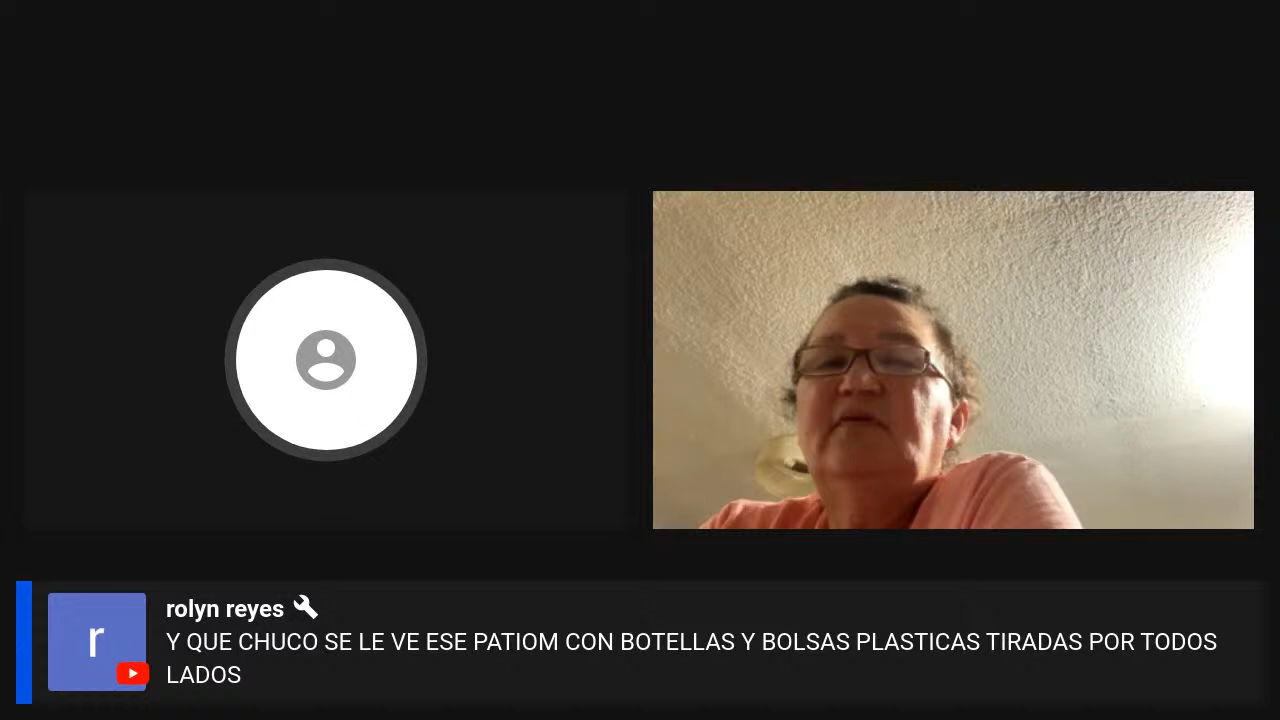 r
rolyn reyes
Y QUE CHUCO SE LE VE ESE PATIOM CON BOTELLAS Y BOLSAS PLASTICAS TIRADAS POR TODOS
LADOS